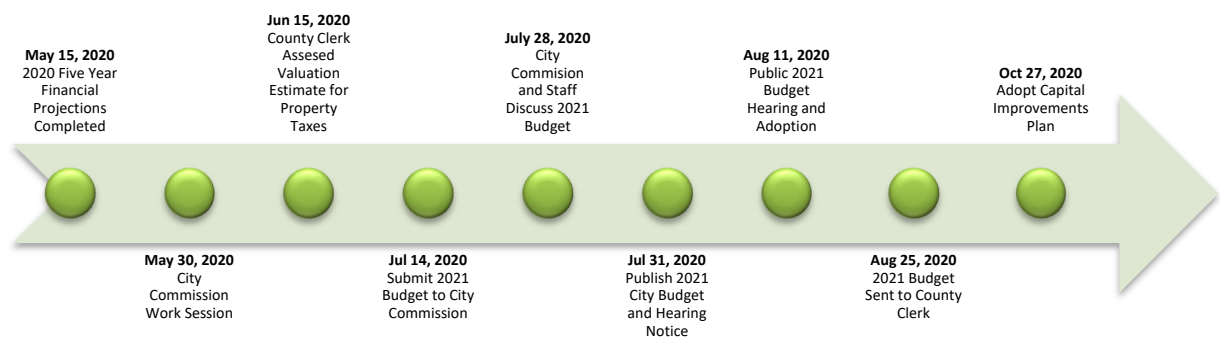 May 15, 2020
2020 Five Year
Financial
Projections
Completed
May 30, 2020
City
Commission
Work Session
Jun 15, 2020
County Clerk
Assesed
Valuation
Estimate for
Property
Taxes
Jul 14, 2020
Submit 2021
Budget to City
Commission
July 28, 2020
City
Commision
and Staff
Discuss 2021
Budget
Jul 31, 2020
Publish 2021
City Budget
and Hearing
Notice
Aug 11, 2020
Public 2021
Budget
Hearing and
Adoption
Aug 25, 2020
2021 Budget
Sent to County
Clerk
Oct 27, 2020
Adopt Capital
Improvements
Plan